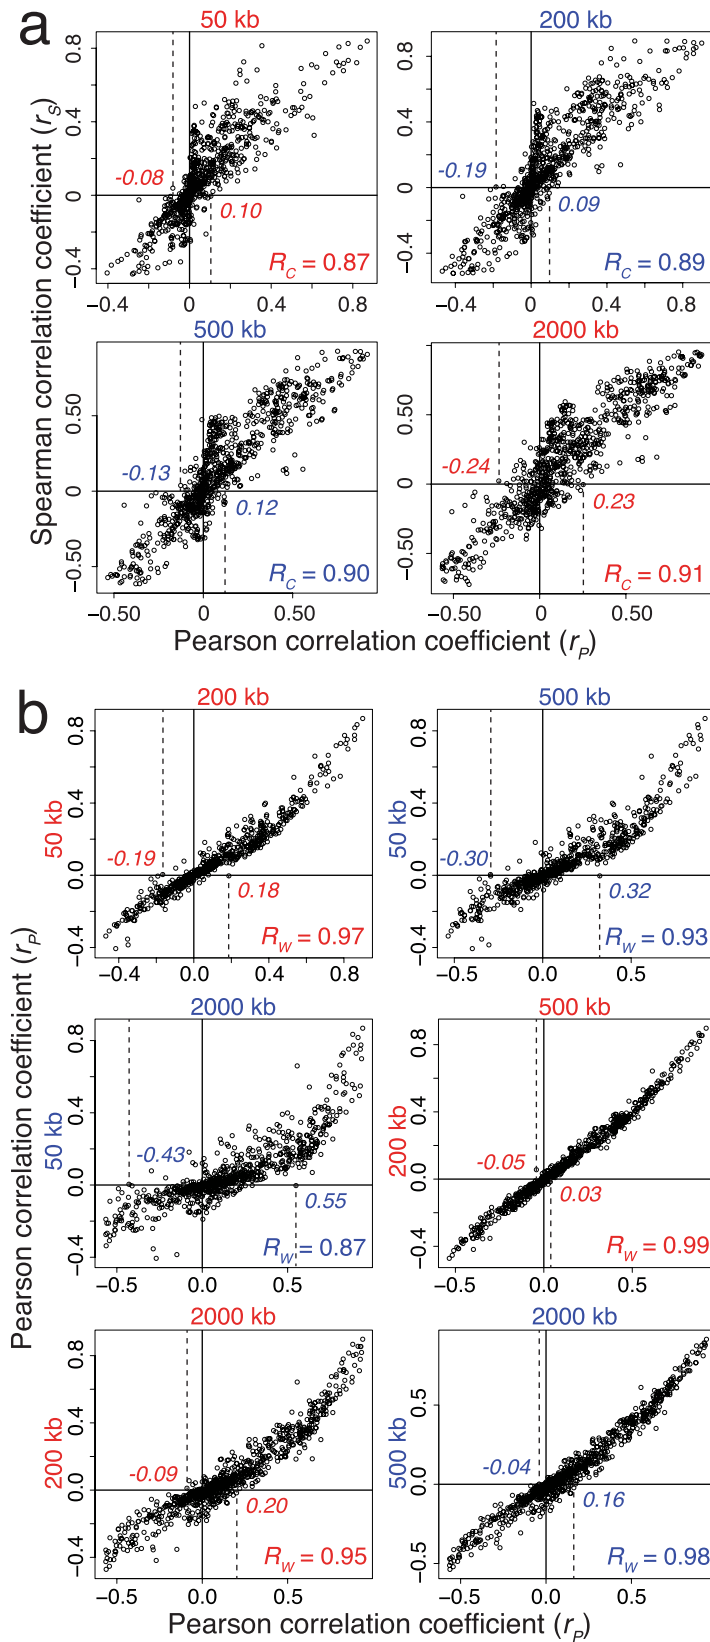 a
50 kb
200 kb
0.8
0.4
0
-0.4
-0.08
0.10
R_C = 0.87
-0.4
0
0.4
0.8
0.8
0.4
0
-0.4
-0.19
0.09
R_C = 0.89
-0.4
0
0.4
0.8
500 kb
2000 kb
0.50
0
-0.50
-0.13
0.12
R_C = 0.90
-0.50
0
0.50
0.50
0
-0.50
-0.24
0.23
R_C = 0.91
-0.50
0
0.50
Spearman correlation coefficient (r_S)
Pearson correlation coefficient (r_P)
b
200 kb
500 kb
50 kb
0.8
0.4
0.0
-0.4
-0.19
0.18
R_W = 0.97
-0.4
0.0
0.4
0.8
50 kb
0.8
0.4
0.0
-0.4
-0.30
0.32
R_W = 0.93
-0.5
0.0
0.5
2000 kb
500 kb
50 kb
0.8
0.4
0.0
-0.4
-0.43
0.55
R_W = 0.87
-0.5
0.0
0.5
200 kb
0.8
0.4
0.0
-0.4
-0.05
0.03
R_W = 0.99
-0.5
0.0
0.5
2000 kb
2000 kb
200 kb
0.8
0.4
0.0
-0.4
-0.09
0.20
R_W = 0.95
-0.5
0.0
0.5
500 kb
0.5
0.0
-0.5
-0.04
0.16
R_W = 0.98
-0.5
0.0
0.5
Pearson correlation coefficient (r_P)
Pearson correlation coefficient (r_P)